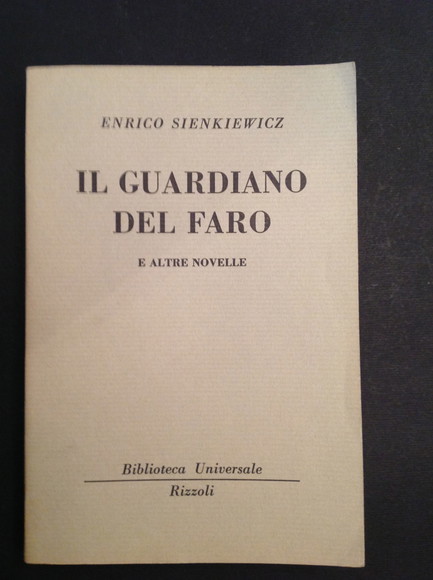 ENRICO SIENKIEWICZ
IL GUARDIANO
DEL FARO
E ALTRE NOVELLE
Biblioteca Universale
Rizzoli